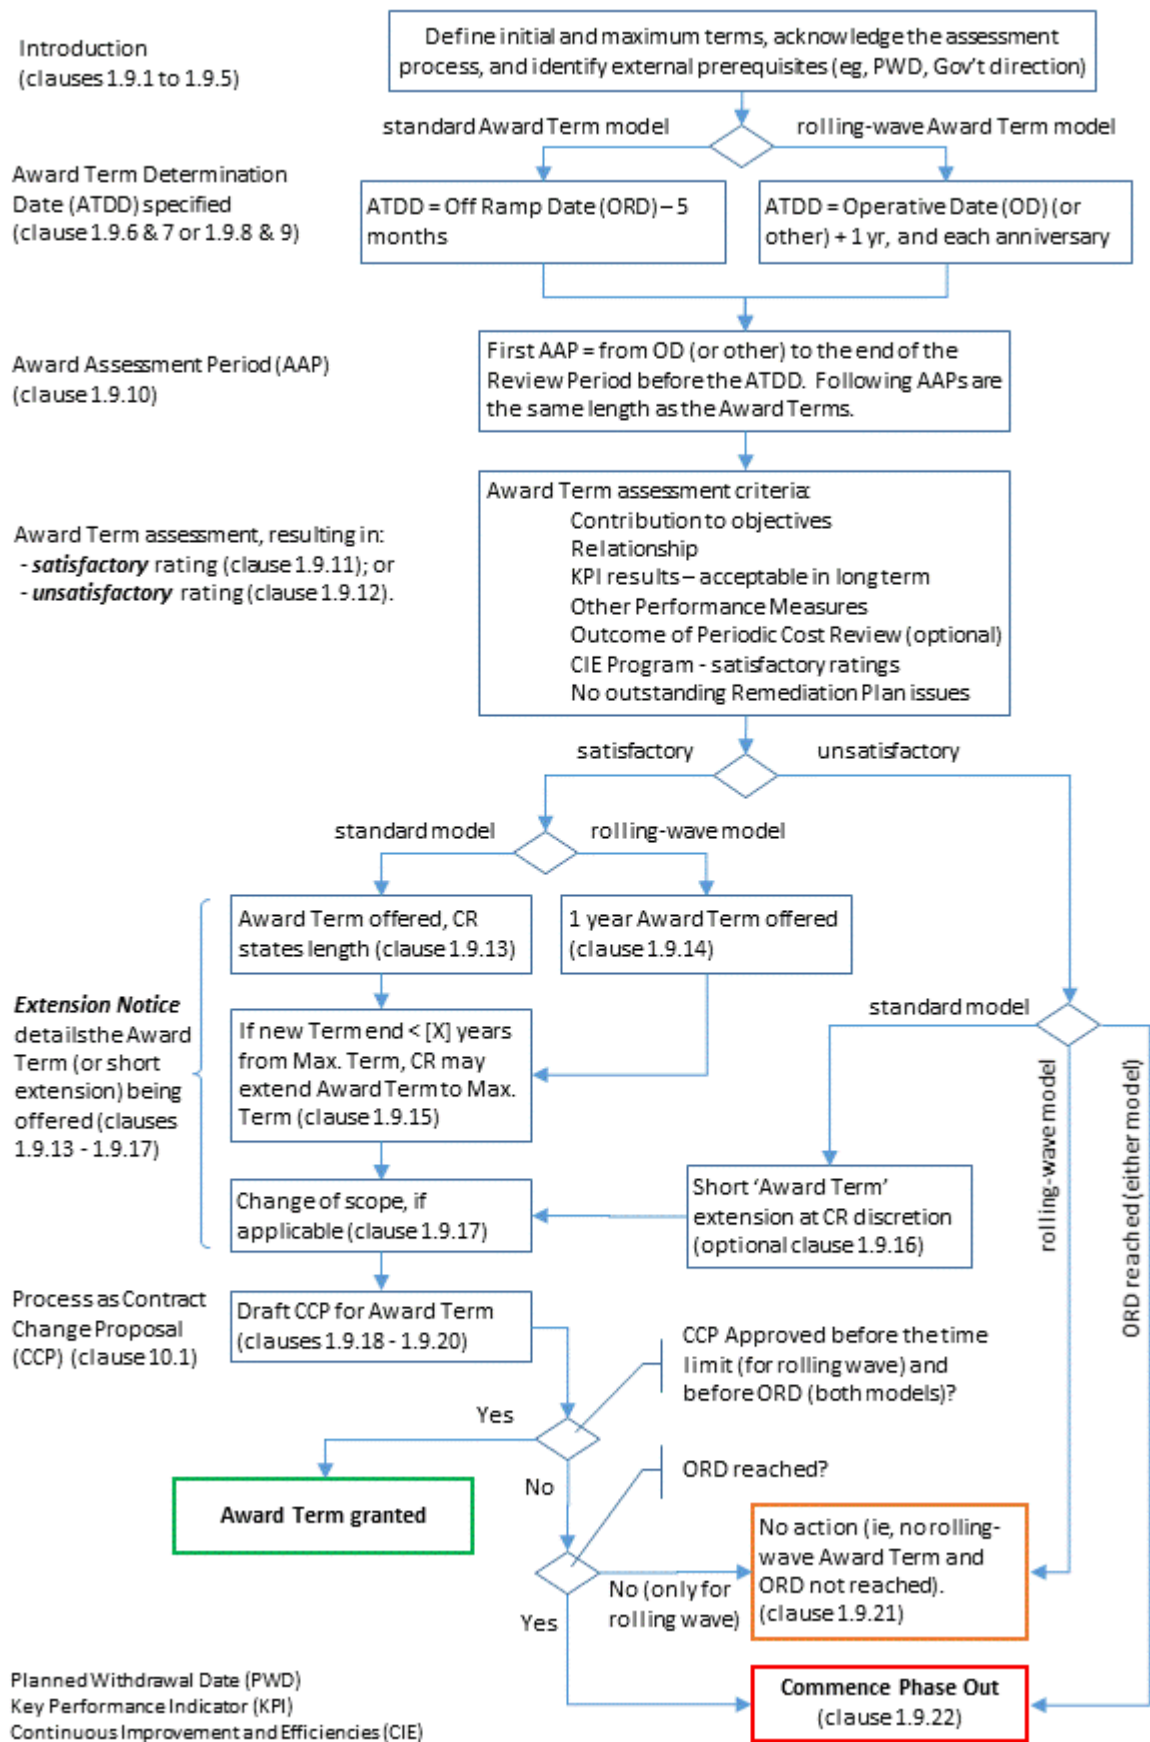 Introduction
(clauses 1.9.1 to 1.9.5)
Define initial and maximum terms, acknowledge the assessment
process, and identify external prerequisites (eg, PWD, Gov't direction)
standard Award Term model
rolling-wave Award Term model
Award Term Determination
Date (ATDD) specified
(clause 1.9.6 & 7 or 1.9.8 & 9)
ATDD = Off Ramp Date (ORD) – 5
months
ATDD = Operative Date (OD) (or
other) + 1 yr, and each anniversary
Award Assessment Period (AAP)
(clause 1.9.10)
First AAP = from OD (or other) to the end of the
Review Period before the ATDD. Following AAPs are
the same length as the Award Terms.
Award Term assessment, resulting in:
- satisfactory rating (clause 1.9.11); or
- unsatisfactory rating (clause 1.9.12).
Award Term assessment criteria:
Contribution to objectives
Relationship
KPI results – acceptable in long term
Other Performance Measures
Outcome of Periodic Cost Review (optional)
CIE Program - satisfactory ratings
No outstanding Remediation Plan issues
satisfactory
unsatisfactory
standard model
rolling-wave model
Award Term offered, CR
states length (clause 1.9.13)
1 year Award Term offered
(clause 1.9.14)
standard model
Extension Notice
details the Award
Term (or short
extension) being
offered (clauses
1.9.13 - 1.9.17)
If new Term end < [X] years
from Max. Term, CR may
extend Award Term to Max.
Term (clause 1.9.15)
rolling-wave model
ORD reached (either model)
Change of scope, if
applicable (clause 1.9.17)
Short 'Award Term'
extension at CR discretion
(optional clause 1.9.16)
Process as Contract
Change Proposal
(CCP) (clause 10.1)
Draft CCP for Award Term
(clauses 1.9.18 - 1.9.20)
CCP Approved before the time
limit (for rolling wave) and
before ORD (both models)?
Yes
No
ORD reached?
Award Term granted
No action (ie, no rolling-
wave Award Term and
ORD not reached).
(clause 1.9.21)
No (only for
rolling wave)
Yes
Commence Phase Out
(clause 1.9.22)
Planned Withdrawal Date (PWD)
Key Performance Indicator (KPI)
Continuous Improvement and Efficiencies (CIE)